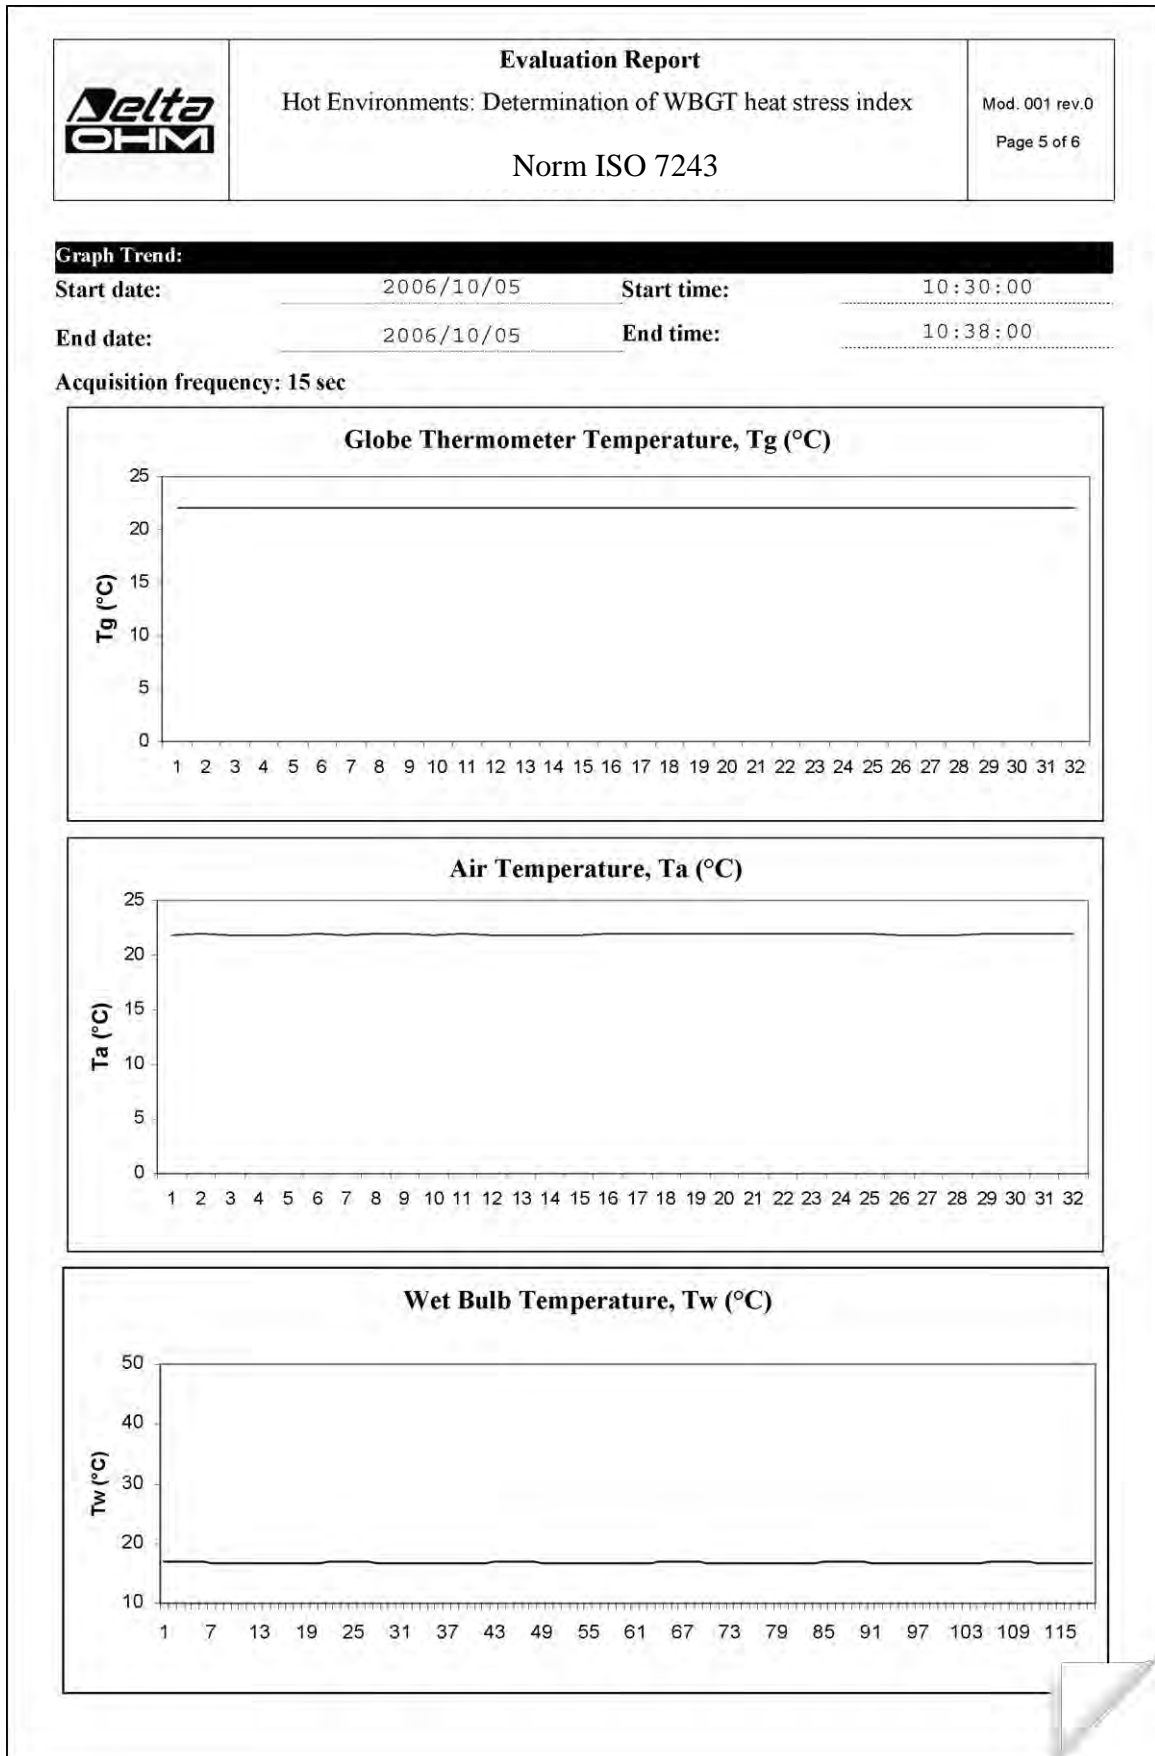 Delta
OHM
Evaluation Report
Hot Environments: Determination of WBGT heat stress index
Norm ISO 7243
Mod. 001 rev.0
Page 5 of 6
Graph Trend:
Start date: 2006/10/05 Start time: 10:30:00
End date: 2006/10/05 End time: 10:38:00
Acquisition frequency: 15 sec
Globe Thermometer Temperature, Tg (°C)
Tg (°C)
25
20
15
10
5
0
1 2 3 4 5 6 7 8 9 10 11 12 13 14 15 16 17 18 19 20 21 22 23 24 25 26 27 28 29 30 31 32
Air Temperature, Ta (°C)
Ta (°C)
25
20
15
10
5
0
1 2 3 4 5 6 7 8 9 10 11 12 13 14 15 16 17 18 19 20 21 22 23 24 25 26 27 28 29 30 31 32
Wet Bulb Temperature, Tw (°C)
Tw (°C)
50
40
30
20
10
1 7 13 19 25 31 37 43 49 55 61 67 73 79 85 91 97 103 109 115